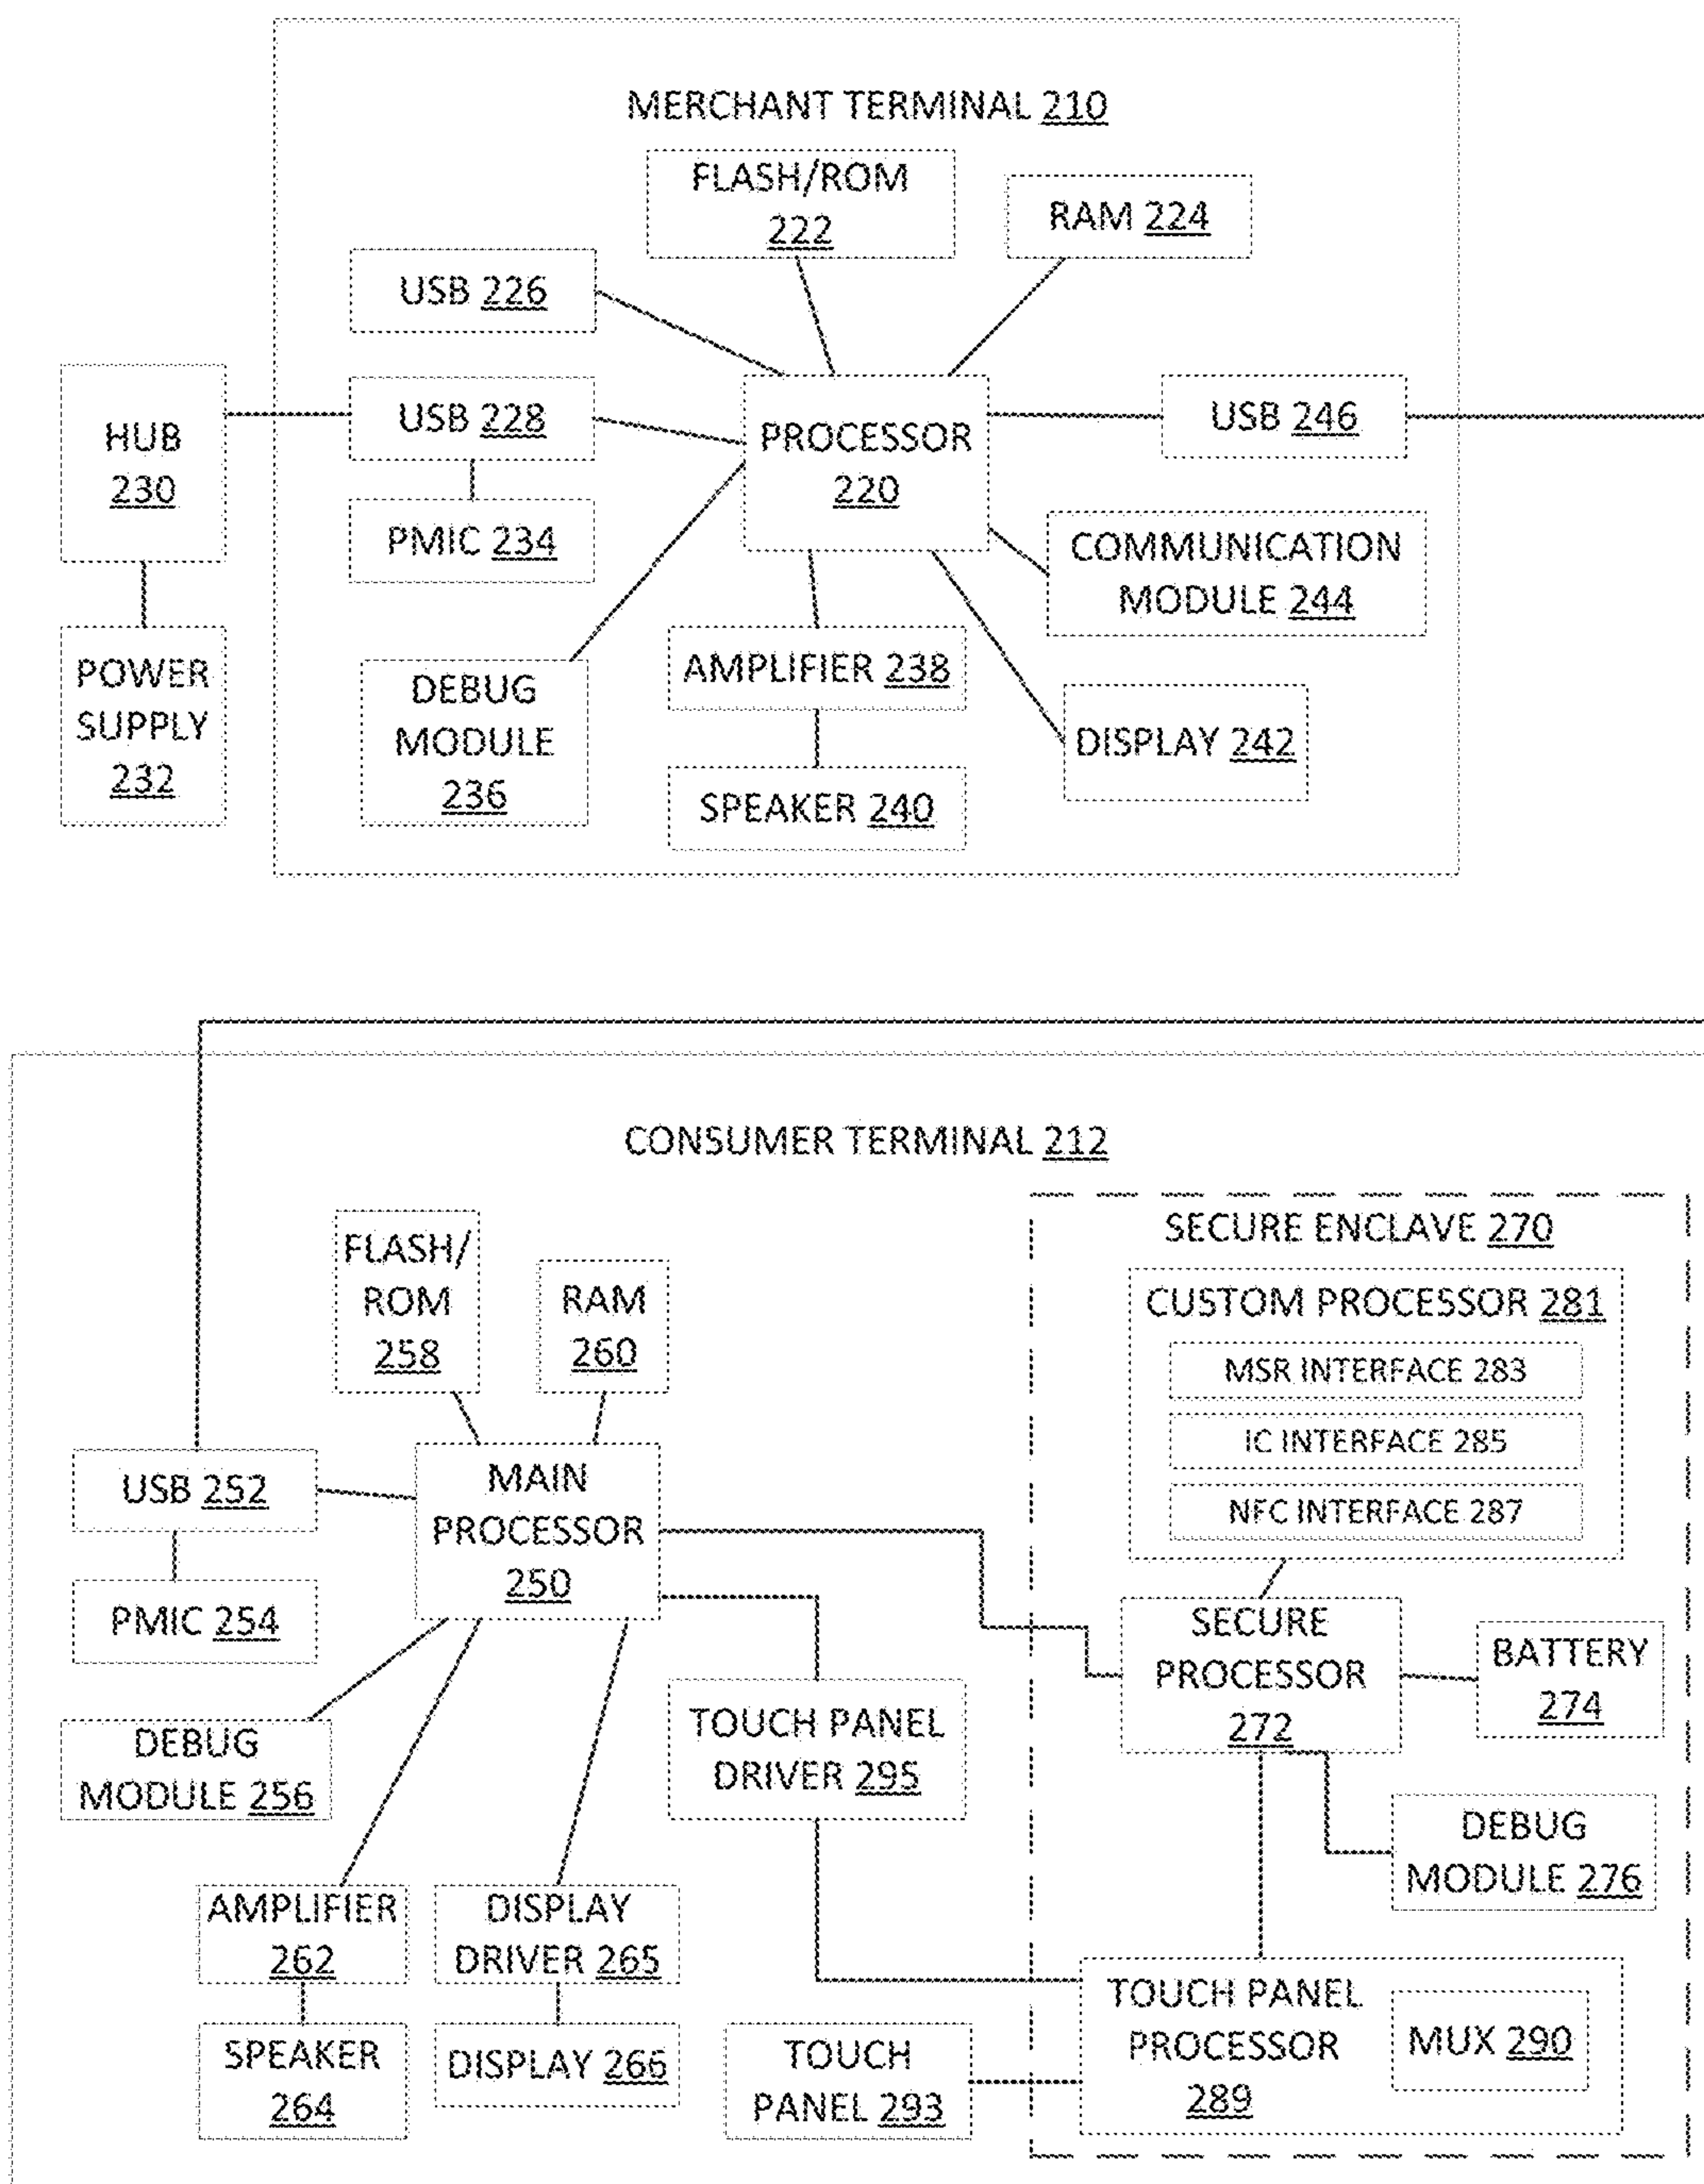 MERCHANT TERMINAL 210
FLASH/ROM
222
RAM 224
USB 226
HUB
230
USB 228
PROCESSOR
220
USB 246
PMIC 234
COMMUNICATION
MODULE 244
POWER
SUPPLY
232
DEBUG
MODULE
236
AMPLIFIER 238
SPEAKER 240
DISPLAY 242
CONSUMER TERMINAL 212
FLASH/
ROM
258
RAM
260
SECURE ENCLAVE 270
CUSTOM PROCESSOR 281
MSR INTERFACE 283
IC INTERFACE 285
NFC INTERFACE 287
USB 252
MAIN
PROCESSOR
250
PMIC 254
SECURE
PROCESSOR
272
BATTERY
274
DEBUG
MODULE 256
TOUCH PANEL
DRIVER 295
DEBUG
MODULE 276
AMPLIFIER
262
DISPLAY
DRIVER 265
SPEAKER
264
DISPLAY 266
TOUCH
PANEL 293
TOUCH PANEL
PROCESSOR
289
MUX 290